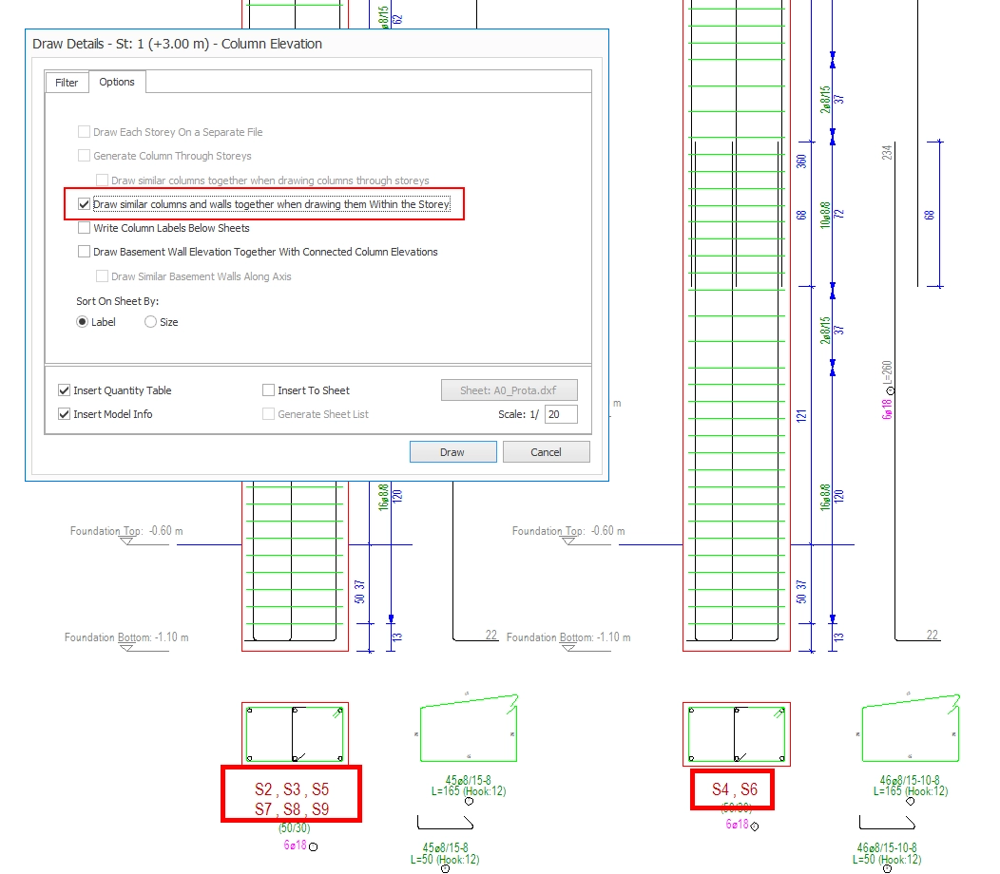 ø8/15
62
Draw Details - St: 1 (+3.00 m) - Column Elevation
Filter
Options
Draw Each Storey On a Separate File
Generate Column Through Storeys
Draw similar columns together when drawing columns through storeys
Draw similar columns and walls together when drawing them Within the Storey
Write Column Labels Below Sheets
Draw Basement Wall Elevation Together With Connected Column Elevations
Draw Similar Basement Walls Along Axis
Sort On Sheet By:
Label
Size
Insert Quantity Table
Insert To Sheet
Sheet: A0_Prota.dxf
Insert Model Info
Generate Sheet List
Scale: 1/
20
Draw
Cancel
m
2ø8/15
37
360
234
68
10ø8/8
72
68
2ø8/15
37
6ø18
L=260
121
16ø8/8
120
16ø8/8
120
Foundation Top: -0.60 m
Foundation Top: -0.60 m
50 37
50 37
Foundation Bottom: -1.10 m
13
22
Foundation Bottom: -1.10 m
13
22
S2 , S3 , S5
S7 , S8 , S9
(50/30)
6ø18
45ø8/15-8
L=165 (Hook:12)
45ø8/15-8
L=50 (Hook:12)
S4 , S6
(50/30)
6ø18
46ø8/15-10-8
L=165 (Hook:12)
46ø8/15-10-8
L=50 (Hook:12)